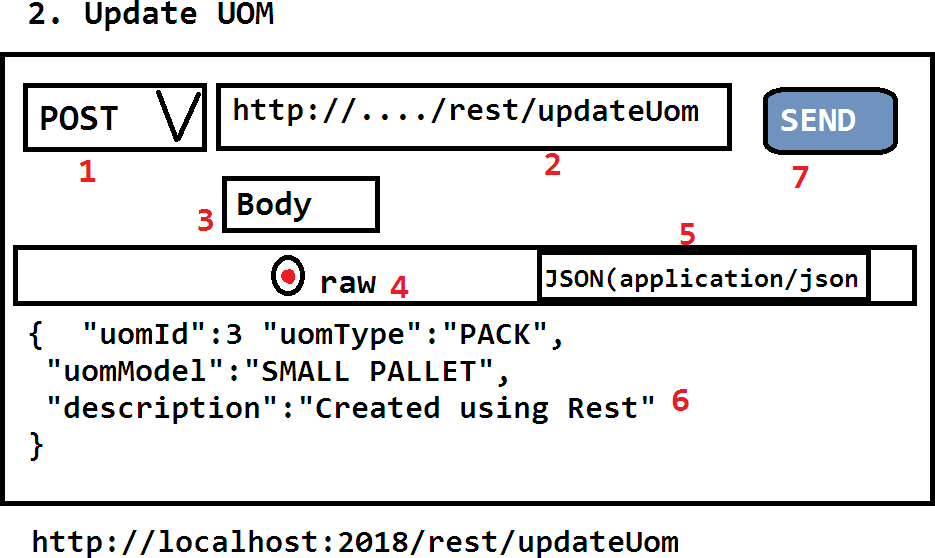 2. Update UOM
POST http://..../rest/updateUom SEND
1 2 7
3 Body
5
raw 4 JSON(application/json
{  "uomId":3 "uomType":"PACK",
"uomModel":"SMALL PALLET",
"description":"Created using Rest" 6
}
http://localhost:2018/rest/updateUom